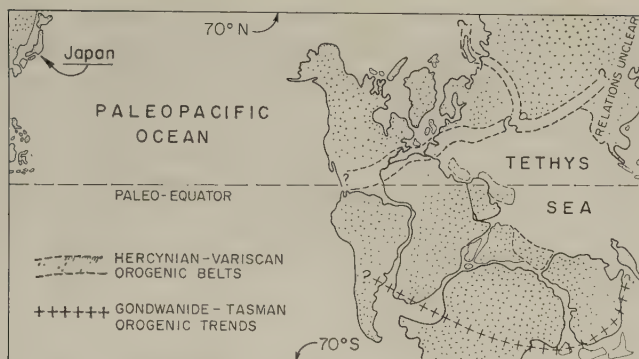 70° N
Japan
PALEOPACIFIC
OCEAN
RELATIONS UNCLEAR
?
TETHYS
SEA
PALEO-EQUATOR
?
HERCYNIAN-VARISCAN
OROGENIC BELTS
?
GONDWANIDE-TASMAN
OROGENIC TRENDS
70°S